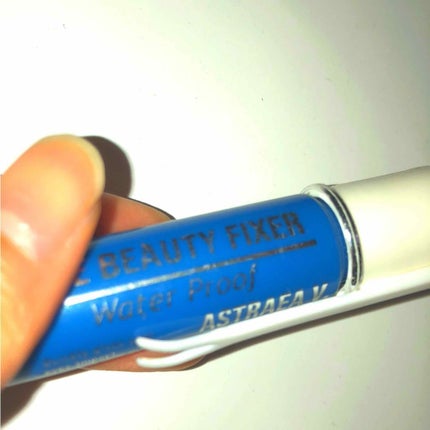 BEAUTY FIXER
Water Proof
ASTRAEA V.